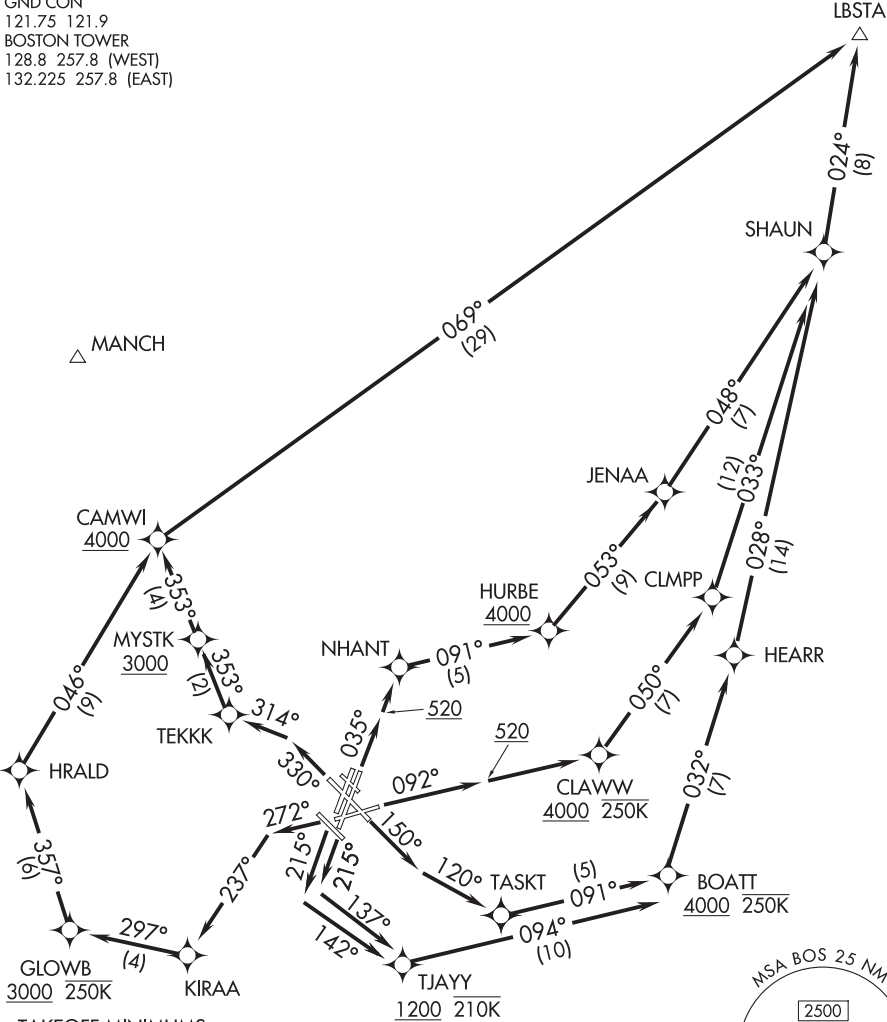 GND CON
121.75 121.9
BOSTON TOWER
128.8 257.8 (WEST)
132.225 257.8 (EAST)
LBSTA
024°
(8)
SHAUN
069°
(29)
MANCH
048°
(7)
(12)
033°
JENAA
028°
(14)
CAMWI
4000
053°
(9)
CLMPP
353°
(4)
HURBE
4000
MYSTK
3000
NHANT
091°
(5)
HEARR
353°
(2)
046°
(9)
050°
(7)
314°
520
TEKKK
035°
520
HRALD
330°
092°
CLAWW
4000 250K
032°
(7)
272°
150°
357°
(6)
215°
215°
237°
120°
TASKT
(5)
091°
BOATT
4000 250K
137°
142°
094°
(10)
297°
(4)
GLOWB
3000 250K
KIRAA
TJAYY
1200 210K
MSA BOS 25 NM
2500
TAKEOFF MINIMUMS